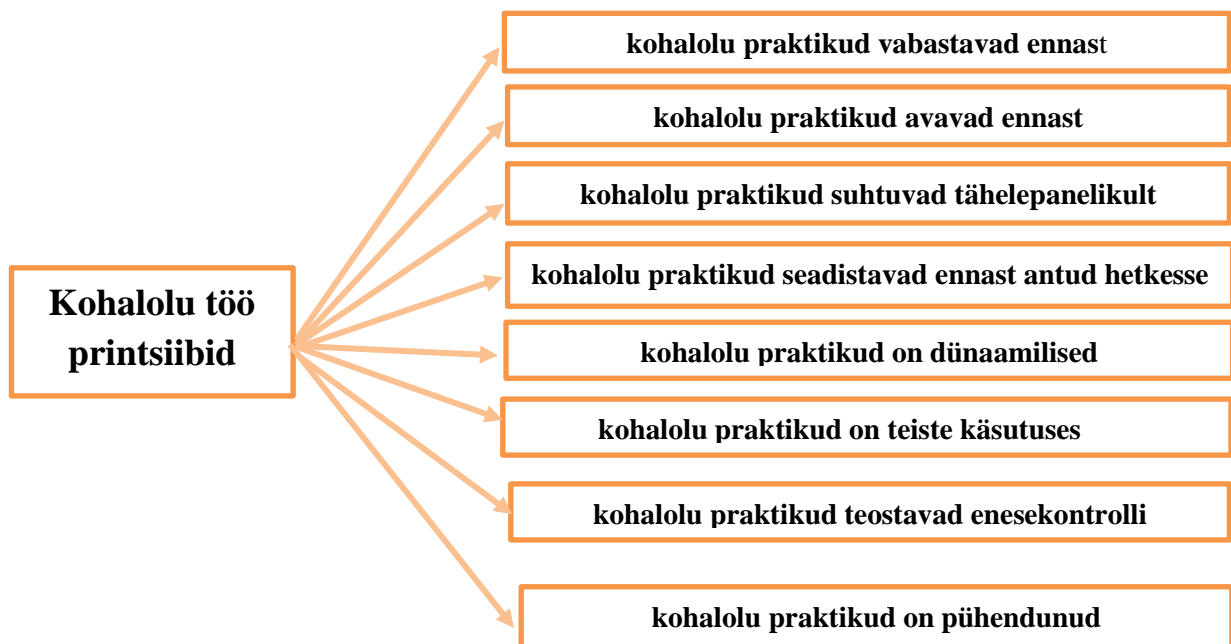 kohalolu praktikud vabastavad ennast
kohalolu praktikud avavad ennast
kohalolu praktikud suhtuvad tähelepanelikult
kohalolu praktikud seadistavad ennast antud hetkesse
Kohalolu töö
printsiibid
kohalolu praktikud on dünaamilised
kohalolu praktikud on teiste käsutuses
kohalolu praktikud teostavad enesekontrolli
kohalolu praktikud on pühendunud